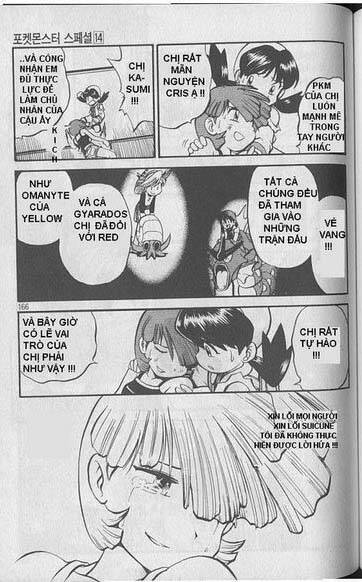 포켓몬스터 스페셜 14
CHỊ RẤT
MÃN
NGUYỆN
CRIS Ạ !!!
PKM
CỦA CHỊ
LUÔN
MẠNH MẼ
TRONG
TAY NGƯỜI
KHÁC
CHỊ
KA-
SUMI
!!!
..VÀ CÔNG
NHẬN EM
ĐỦ THỰC
LỰC ĐỂ
LÀM CHỦ
NHÂN CỦA
CẬU ẤY
VẺ
VANG !!!
TẤT CẢ
CHÚNG ĐỀU
ĐÃ THAM
GIA VÀO
NHỮNG
TRẬN ĐẤU
VÀ CẢ
GYARADOS
CHỊ ĐÃ ĐỔI
VỚI RED
NHƯ
OMANYTE
CỦA
YELLOW
166
CHỊ RẤT
TỰ HÀO
!!!
VÀ BÂY GIỜ
CÓ LẼ VAI
TRÒ CỦA
CHỊ PHẢI
NHƯ VẬY !!!
XIN LỖI MỌI NGƯỜI
XIN LỖI SUICUNE
TÔI ĐÃ KHÔNG THỰC
HIỆN ĐƯỢC LỜI HỨA !!!